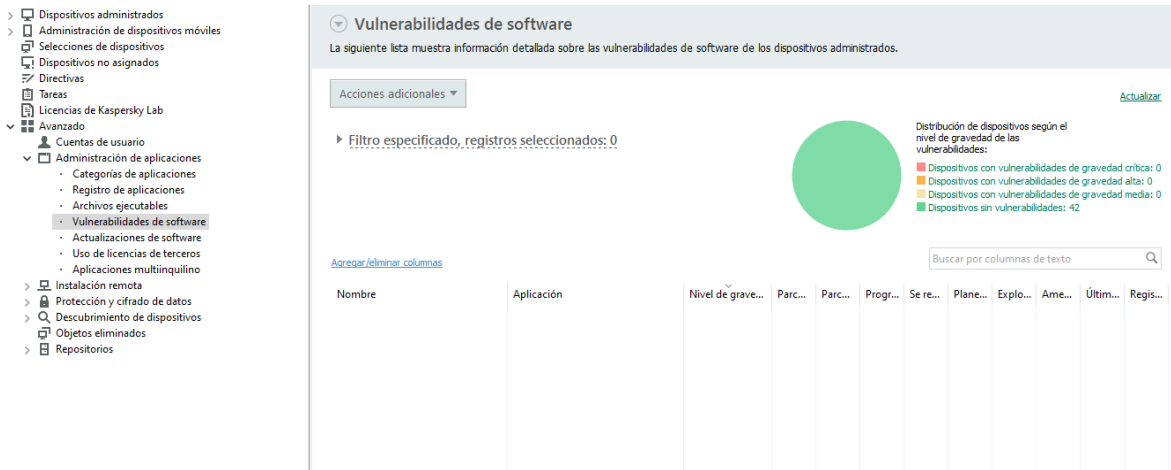 Dispositivos administrados
Administración de dispositivos móviles
Selecciones de dispositivos
Dispositivos no asignados
Directivas
Tareas
Licencias de Kaspersky Lab
Avanzado
Cuentas de usuario
Administración de aplicaciones
Categorías de aplicaciones
Registro de aplicaciones
Archivos ejecutables
Vulnerabilidades de software
Actualizaciones de software
Uso de licencias de terceros
Aplicaciones multiinquilino
Instalación remota
Protección y cifrado de datos
Descubrimiento de dispositivos
Objetos eliminados
Repositorios
Vulnerabilidades de software
La siguiente lista muestra información detallada sobre las vulnerabilidades de software de los dispositivos administrados.
Acciones adicionales
Actualizar
Filtro especificado, registros seleccionados: 0
Distribución de dispositivos según el
nivel de gravedad de las
vulnerabilidades:
Dispositivos con vulnerabilidades de gravedad crítica: 0
Dispositivos con vulnerabilidades de gravedad alta: 0
Dispositivos con vulnerabilidades de gravedad media: 0
Dispositivos sin vulnerabilidades: 42
Agregar/eliminar columnas
Buscar por columnas de texto
Nombre Aplicación Nivel de grave... Parc... Parc... Progr... Se re... Plane... Explo... Ame... Últim... Regis...